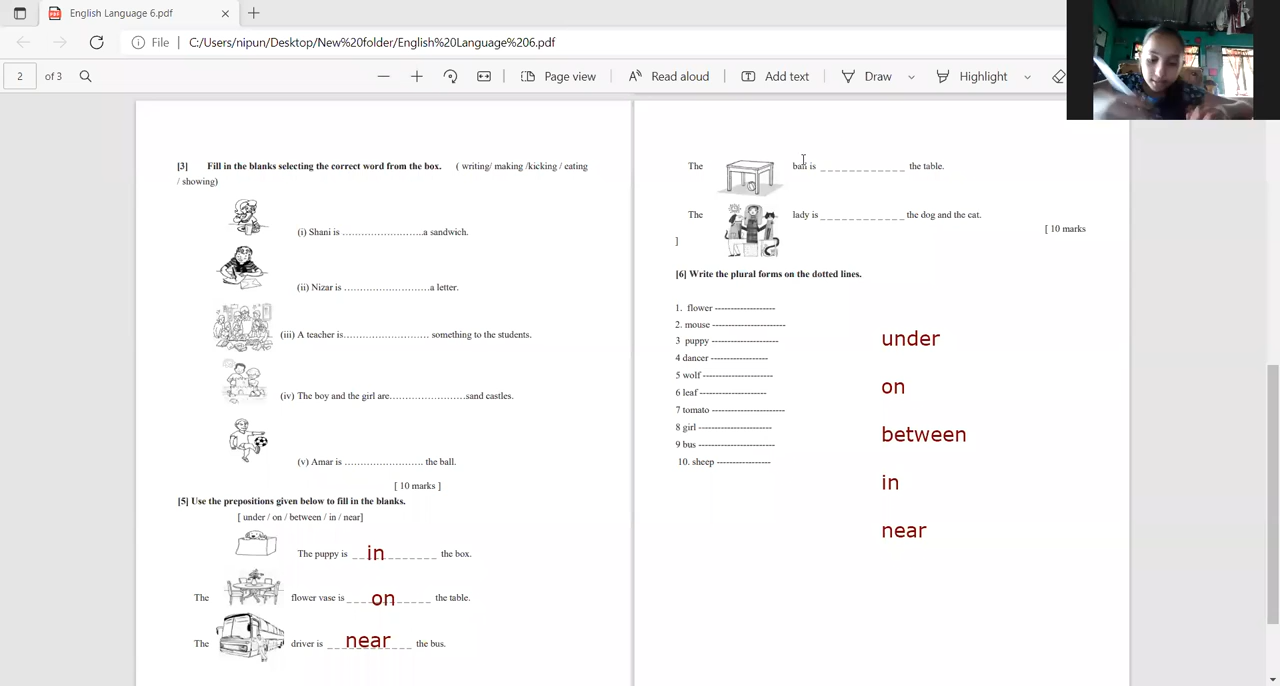 English Language 6.pdf
File | C:/Users/nipun/Desktop/New%20folder/English%20Language%206.pdf
2 of 3 Page view Read aloud Add text Draw Highlight
[3] Fill in the blanks selecting the correct word from the box. ( writing/ making /kicking / eating
/ showing)
(i) Shani is ……………………..a sandwich.
(ii) Nizar is ………………………a letter.
(iii) A teacher is……………………… something to the students.
(iv) The boy and the girl are……………………sand castles.
(v) Amar is ……………………. the ball.
[ 10 marks ]
[5] Use the prepositions given below to fill in the blanks.
[ under / on / between / in / near]
The puppy is _ _in_ _ _ _ _ _ _ the box.
The flower vase is _ _ _ on _ _ _ _ the table.
The driver is _ _near_ _ _ _ the bus.
The ball is _ _ _ _ _ _ _ _ _ _ _ _ the table.
The lady is _ _ _ _ _ _ _ _ _ _ _ _ the dog and the cat.
[ 10 marks
]
[6] Write the plural forms on the dotted lines.
1. flower --------------------
2. mouse ------------------------
3 puppy ----------------------
4 dancer -------------------
5 wolf -----------------------
6 leaf ----------------------
7 tomato ------------------------
8 girl ------------------------
9 bus -------------------------
10. sheep -----------------
under
on
between
in
near